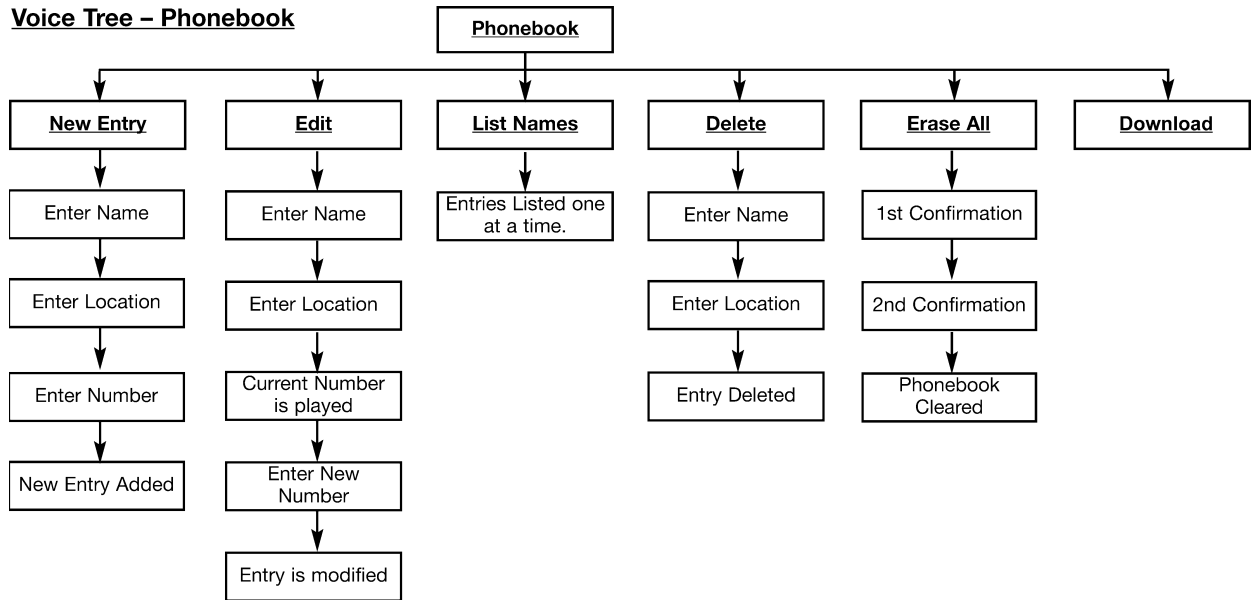 Voice Tree – Phonebook
Phonebook
New Entry
Edit
List Names
Delete
Erase All
Download
Enter Name
Enter Name
Entries Listed one
at a time.
Enter Name
1st Confirmation
Enter Location
Enter Location
Enter Location
2nd Confirmation
Enter Number
Current Number
is played
Entry Deleted
Phonebook
Cleared
New Entry Added
Enter New
Number
Entry is modified